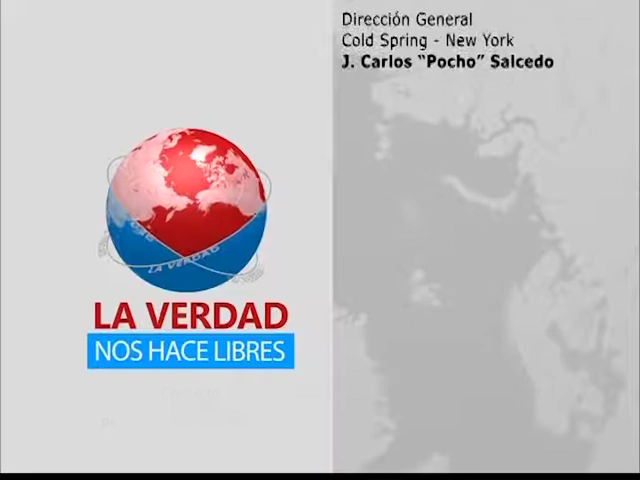 Dirección General
Cold Spring - New York
J. Carlos "Pocho" Salcedo
LA VERDAD
LA VERDAD
NOS HACE LIBRES